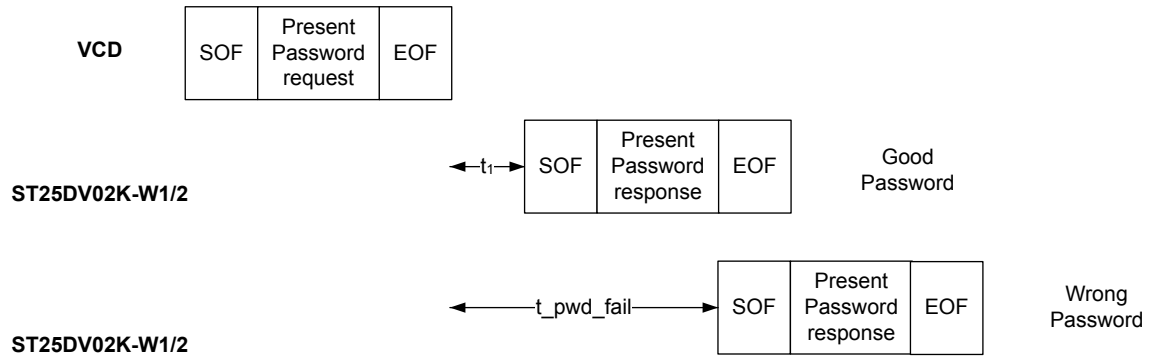 VCD
SOF
Present
Password
request
EOF
t₁
SOF
Present
Password
response
EOF
Good
Password
ST25DV02K-W1/2
t_pwd_fail
SOF
Present
Password
response
EOF
Wrong
Password
ST25DV02K-W1/2